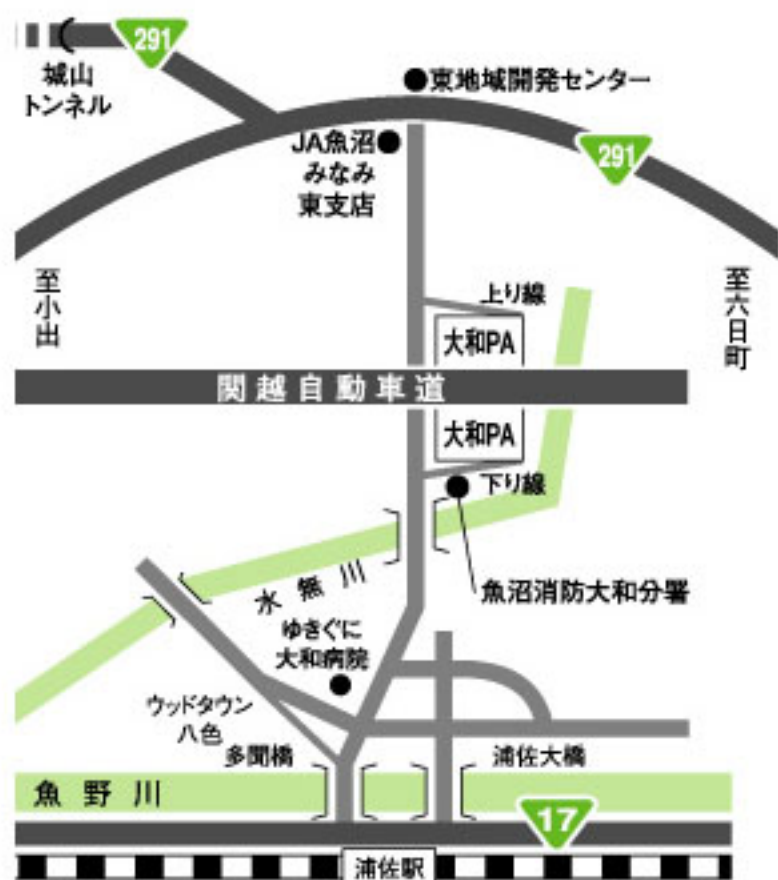 291
城山
トンネル
東地域開発センター
JA魚沼
みなみ
東支店
291
至小出
至六日町
上り線
大和PA
関越自動車道
大和PA
下り線
水無川
魚沼消防大和分署
ゆきぐに
大和病院
ウッドタウン
八色
多聞橋
浦佐大橋
魚野川
17
浦佐駅